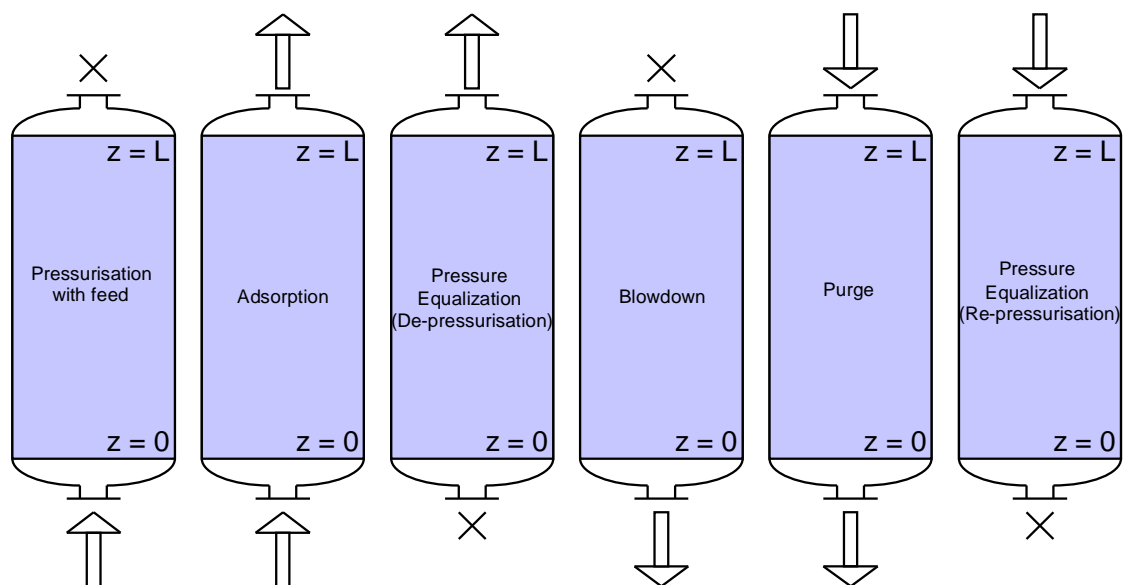 z = L
z = L
z = L
z = L
z = L
z = L
Pressurisation
with feed
Adsorption
Pressure
Equalization
(De-pressurisation)
Blowdown
Purge
Pressure
Equalization
(Re-pressurisation)
z = 0
z = 0
z = 0
z = 0
z = 0
z = 0